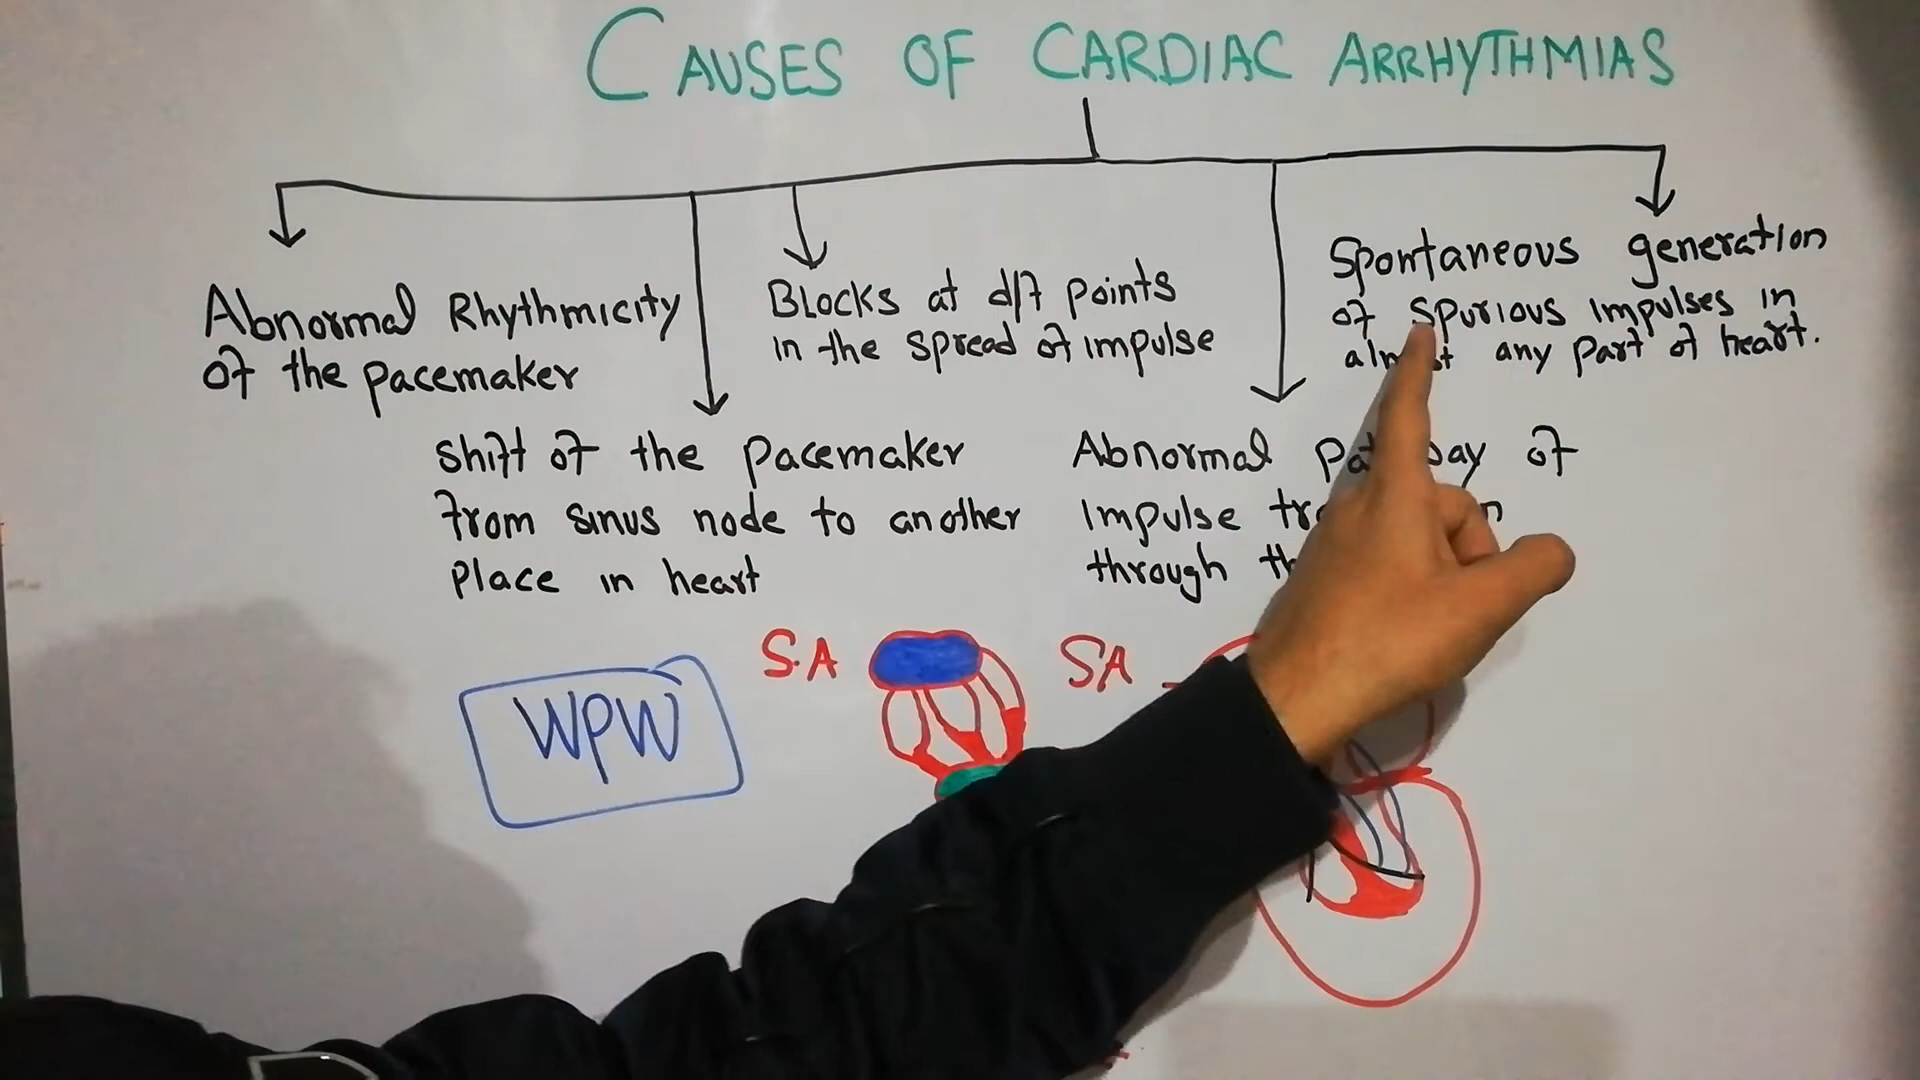 CAUSES OF CARDIAC ARRHYTHMIAS
Abnormal Rhythmicity
of the pacemaker
Shift of the pacemaker
from sinus node to another
place in heart
Blocks at d/f points
in the spread of impulse
Abnormal of
impulse
through
Spontaneous generation
of spurious impulses in
any part of heart.
WPW
S.A
SA